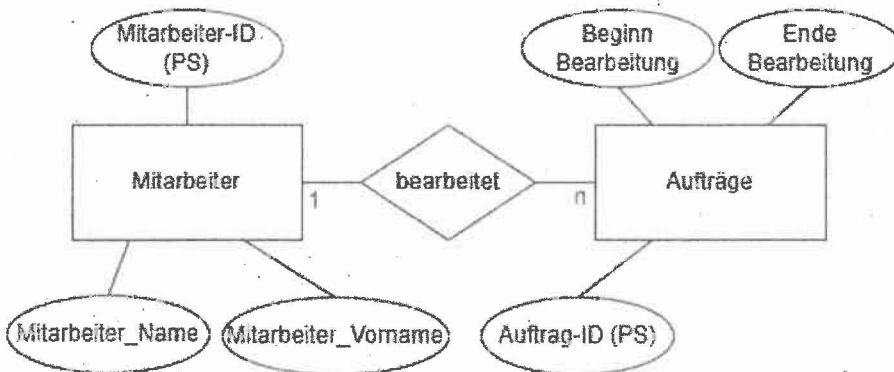 Mitarbeiter-ID
(PS)
Beginn
Bearbeitung
Ende
Bearbeitung
Mitarbeiter
1
bearbeitet
n
Aufträge
Mitarbeiter_Name
Mitarbeiter_Vorname
Auftrag-ID (PS)